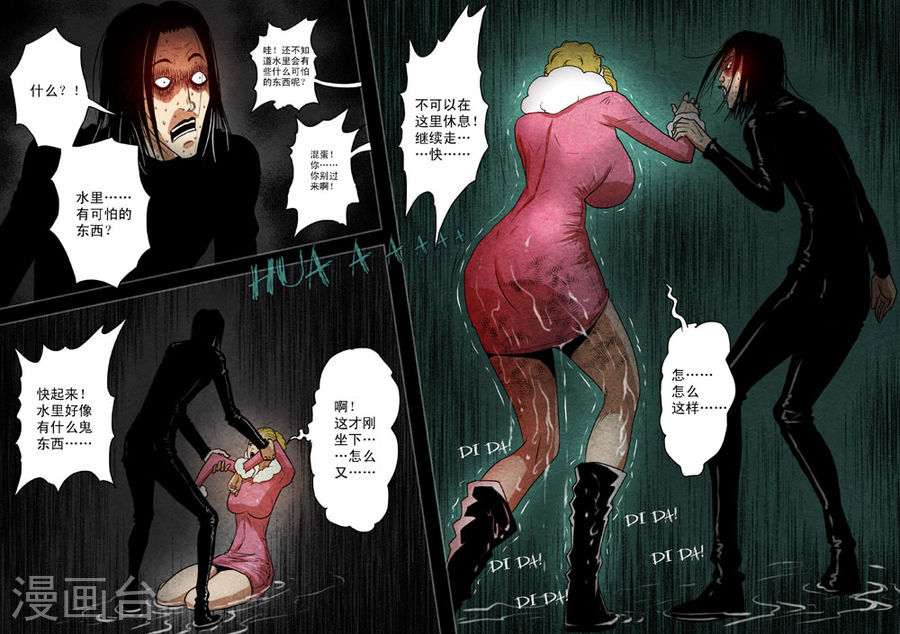 什么？！
哇！还不知
道水里会有
些什么可怕
的东西呢？
混蛋！
你……
你别过
来啊！
水里……
有可怕的
东西？
HUA A A A A A
快起来！
水里好像
有什么鬼
东西……
啊！
这才刚
坐下…
…怎么
又……
不可以在
这里休息！
继续走…
…快……
怎……
怎么
这样……
DI DA!
DI DA!
DI DA!
DI DA!
DI DA!
DI DA!
漫画台